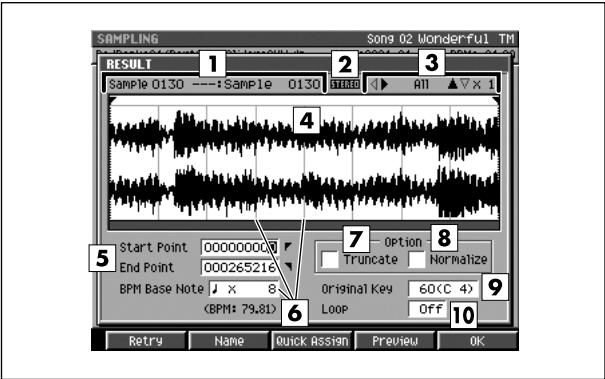 SAMPLING Song 02 Wonderful TM
RESULT
1 2 3
Sample 0130 ---:Sample 0130 STEREO All x 1
4
5 Start Point 000000000
End Point 000265216
BPM Base Note ♩ x 8
(BPM: 79.81)
6
7 Option 8
Truncate Normalize
Original Key 60(C 4) 9
Loop Off 10
Retry Name Quick Assign Preview OK